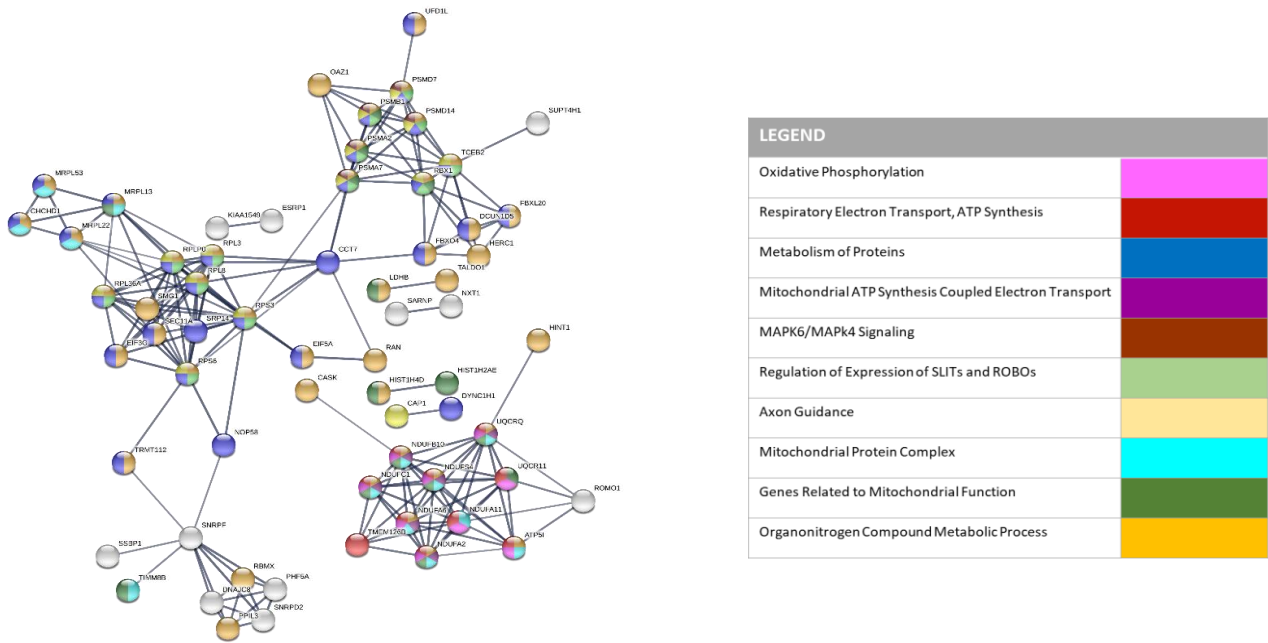 UFD1L
OAZ1
PSMD7
PSMB1
PSMD14
SUPT4H1
PSMA2
TCEB2
PSMA7
RBX1
MRPL53
MRPL13
FBXL20
CHCHD1
KIAA1549
ESRP1
DCUN1D5
MRPL22
RPLP0
RPL3
CCT7
FBXO4
HERC1
RPL8
LDHB
TALDO1
RPL36A
SMG1
SARNP
NXT1
SEC11A
SRP14
RPS3
EIF3G
EIF5A
RAN
HINT1
RPS6
CASK
HIST1H4D
HIST1H2AE
CAP1
DYNC1H1
UQCRQ
NOP58
TRMT112
NDUFB10
NDUFC1
NDUFS4
UQCR11
ROMO1
NDUFA6
NDUFA11
SNRPF
TMEM126B
NDUFA2
ATP5I
SSBP1
RBMX
TIMM8B
DNAJC8
PHF5A
SNRPD2
PPIL3
LEGEND
Oxidative Phosphorylation
Respiratory Electron Transport, ATP Synthesis
Metabolism of Proteins
Mitochondrial ATP Synthesis Coupled Electron Transport
MAPK6/MAPK4 Signaling
Regulation of Expression of SLITs and ROBOs
Axon Guidance
Mitochondrial Protein Complex
Genes Related to Mitochondrial Function
Organonitrogen Compound Metabolic Process